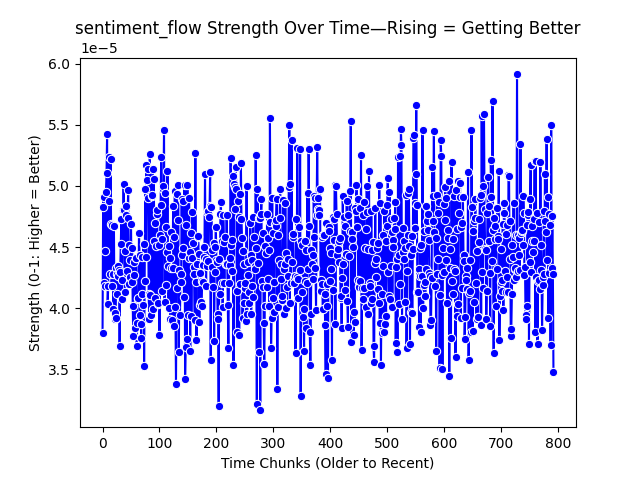 sentiment_flow Strength Over Time—Rising = Getting Better
1e−5
6.0
5.5
5.0
4.5
4.0
3.5
Strength (0-1: Higher = Better)
0 100 200 300 400 500 600 700 800
Time Chunks (Older to Recent)